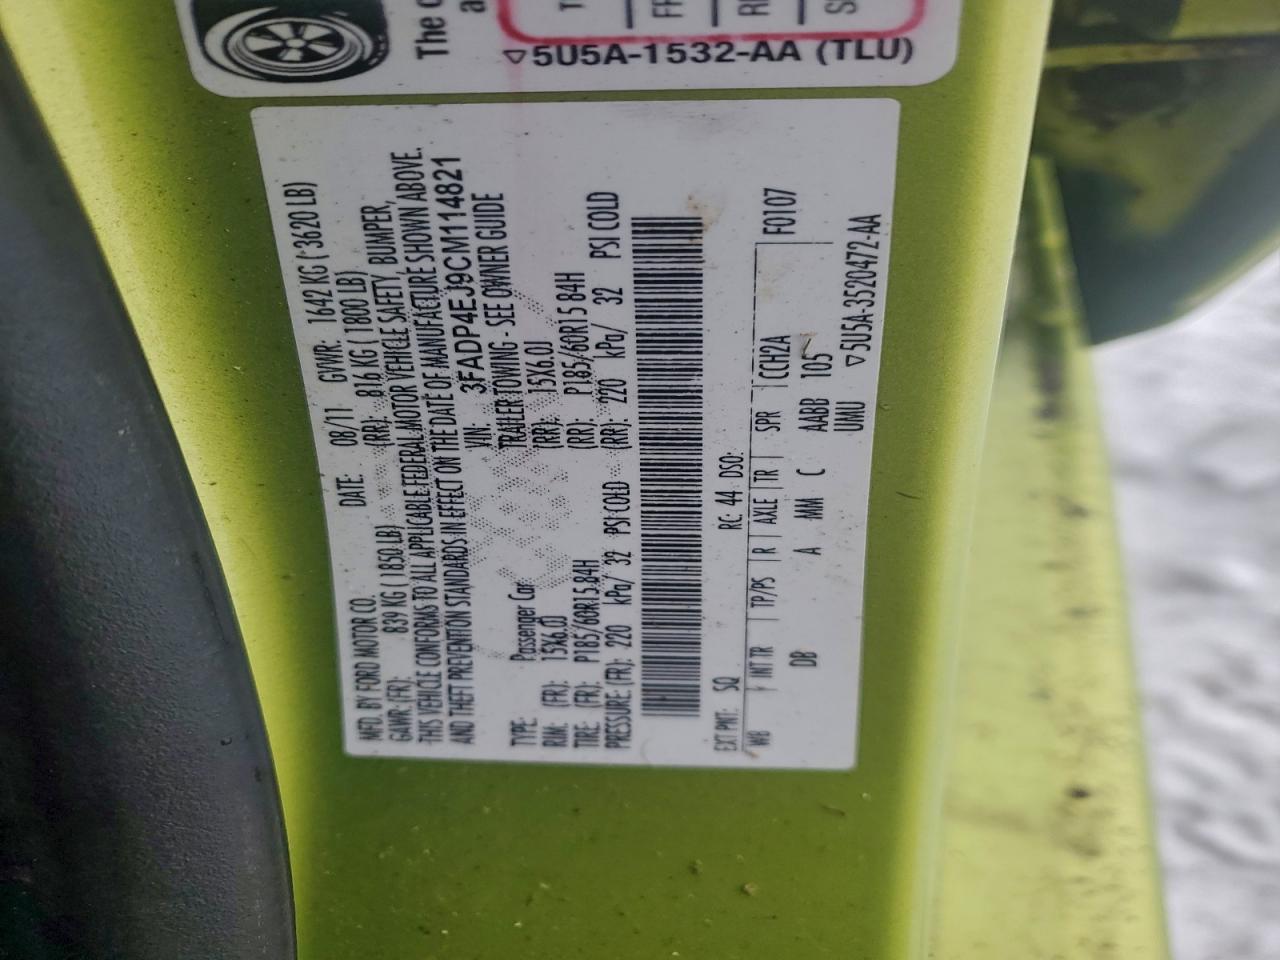 The
5U5A-1532-AA (TLU)
MFD. BY FORD MOTOR CO. DATE: 08/11 GVWR: 1642 KG ( 3620 LB)
GAWR: (FR): 839 KG ( 1850 LB) (RR): 816 KG ( 1800 LB)
THIS VEHICLE CONFORMS TO ALL APPLICABLE FEDERAL MOTOR VEHICLE SAFETY, BUMPER,
AND THEFT PREVENTION STANDARDS IN EFFECT ON THE DATE OF MANUFACTURE SHOWN ABOVE.
VIN: 3FADP4EJ9CM114821
TYPE: Passenger Car TRAILER TOWING - SEE OWNER GUIDE
RIM: (FR): 15X6.0J (RR): 15X6.0J
TIRE: (FR): P185/60R15 84H (RR): P185/60R15 84H
PRESSURE (FR): 220 kPa/ 32 PSI COLD (RR): 220 kPa/ 32 PSI COLD
EXT PNT: SQ RC: 44 DSO: F0107
WB INT TR TP/PS R AXLE TR SPR CCH2A
DB A MM C AABB 105
UMU 5U5A-3520472-AA